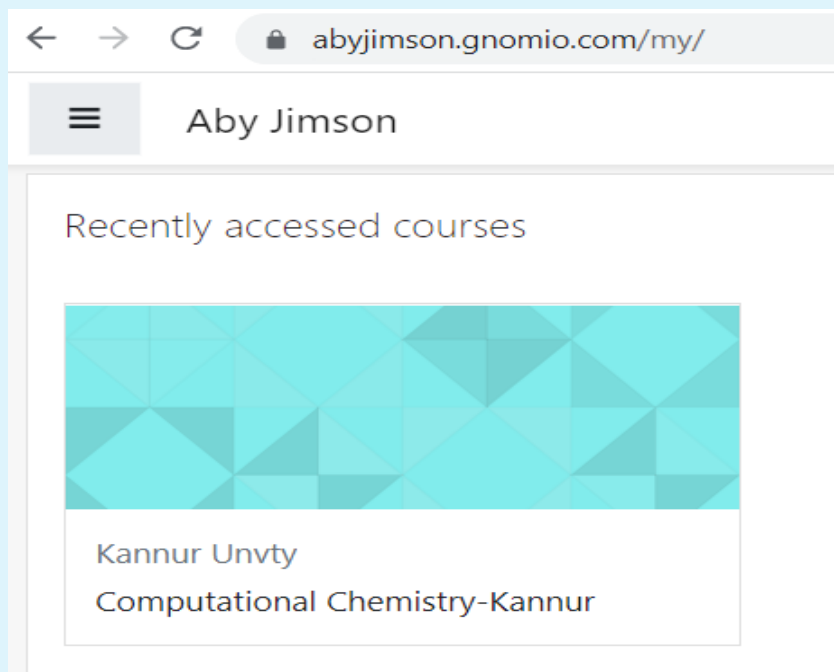 abyjimson.gnomio.com/my/
Aby Jimson
Recently accessed courses
Kannur Unvty
Computational Chemistry-Kannur